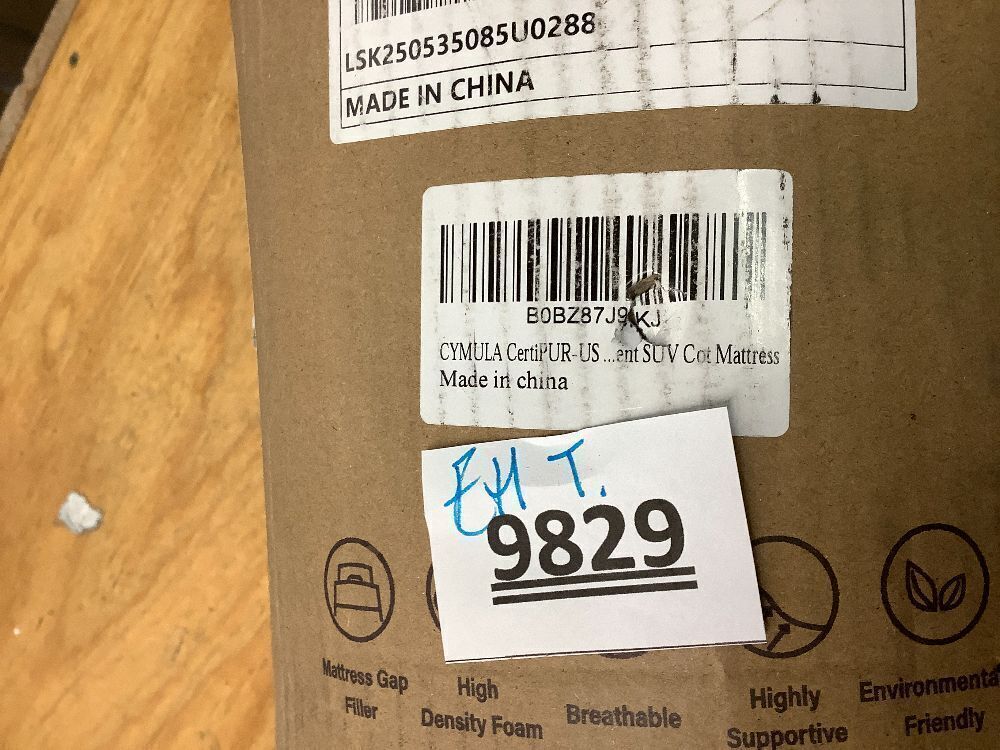 LSK250535085U0288
MADE IN CHINA
CYMULA CertiPUR-US ...ent SUV Cot Mattress
Made in china
9829
Mattress Gap
Filler
High
Density Foam
Breathable
Highly
Supportive
Environmenta
Friendly